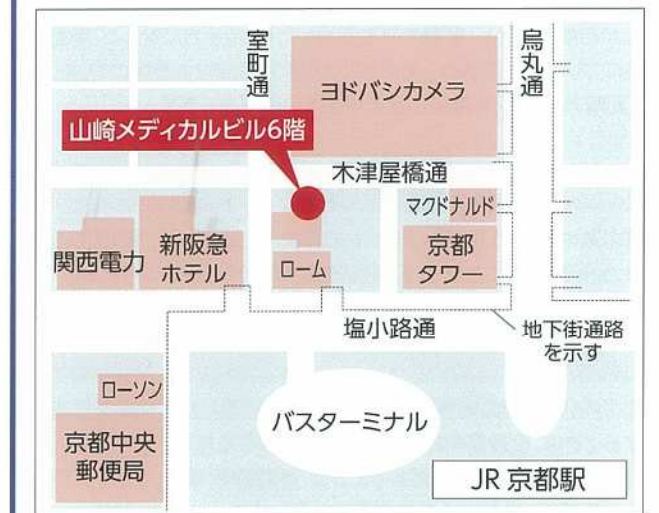 室町通
烏丸通
ヨドバシカメラ
山崎メディカルビル6階
木津屋橋通
マクドナルド
関西電力
新阪急
ホテル
ローム
京都
タワー
塩小路通
地下街通路
を示す
ローソン
京都中央
郵便局
バスターミナル
JR 京都駅